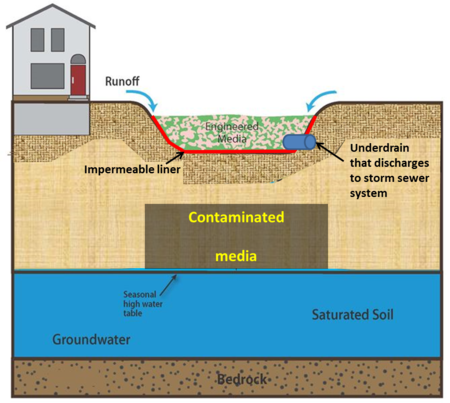 Runoff
Engineered
Media
Impermeable liner
Underdrain
that discharges
to storm sewer
system
Contaminated
media
Seasonal
high water
table
Saturated Soil
Groundwater
Bedrock